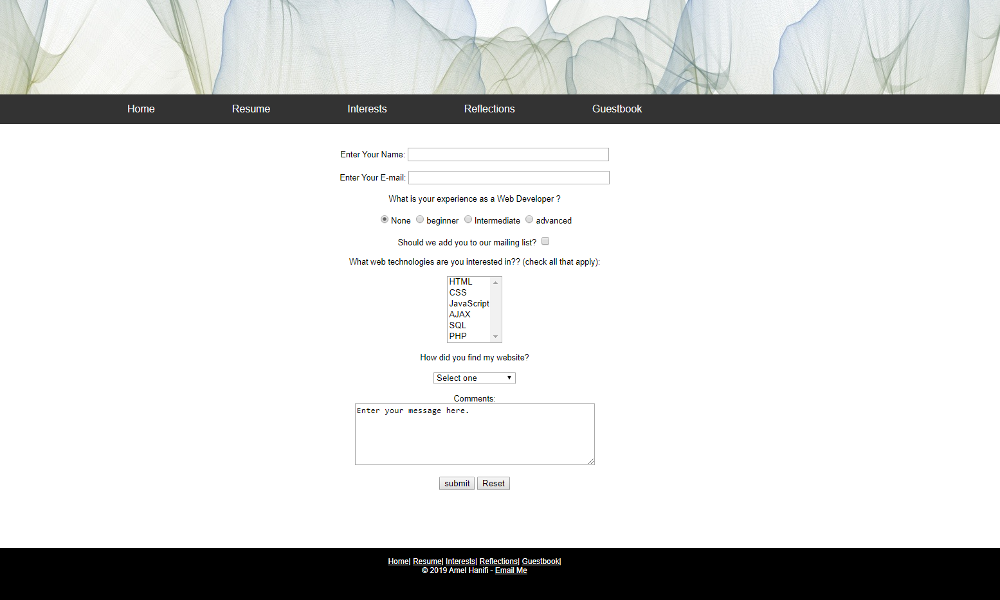 Home Resume Interests Reflections Guestbook
Enter Your Name:
Enter Your E-mail:
What is your experience as a Web Developer ?
None beginner Intermediate advanced
Should we add you to our mailing list?
What web technologies are you interested in?? (check all that apply):
HTML
CSS
JavaScript
AJAX
SQL
PHP
How did you find my website?
Select one
Comments:
Enter your message here.
submit Reset
Home| Resume| Interests| Reflections| Guestbook|
© 2019 Amel Hanifi - Email Me